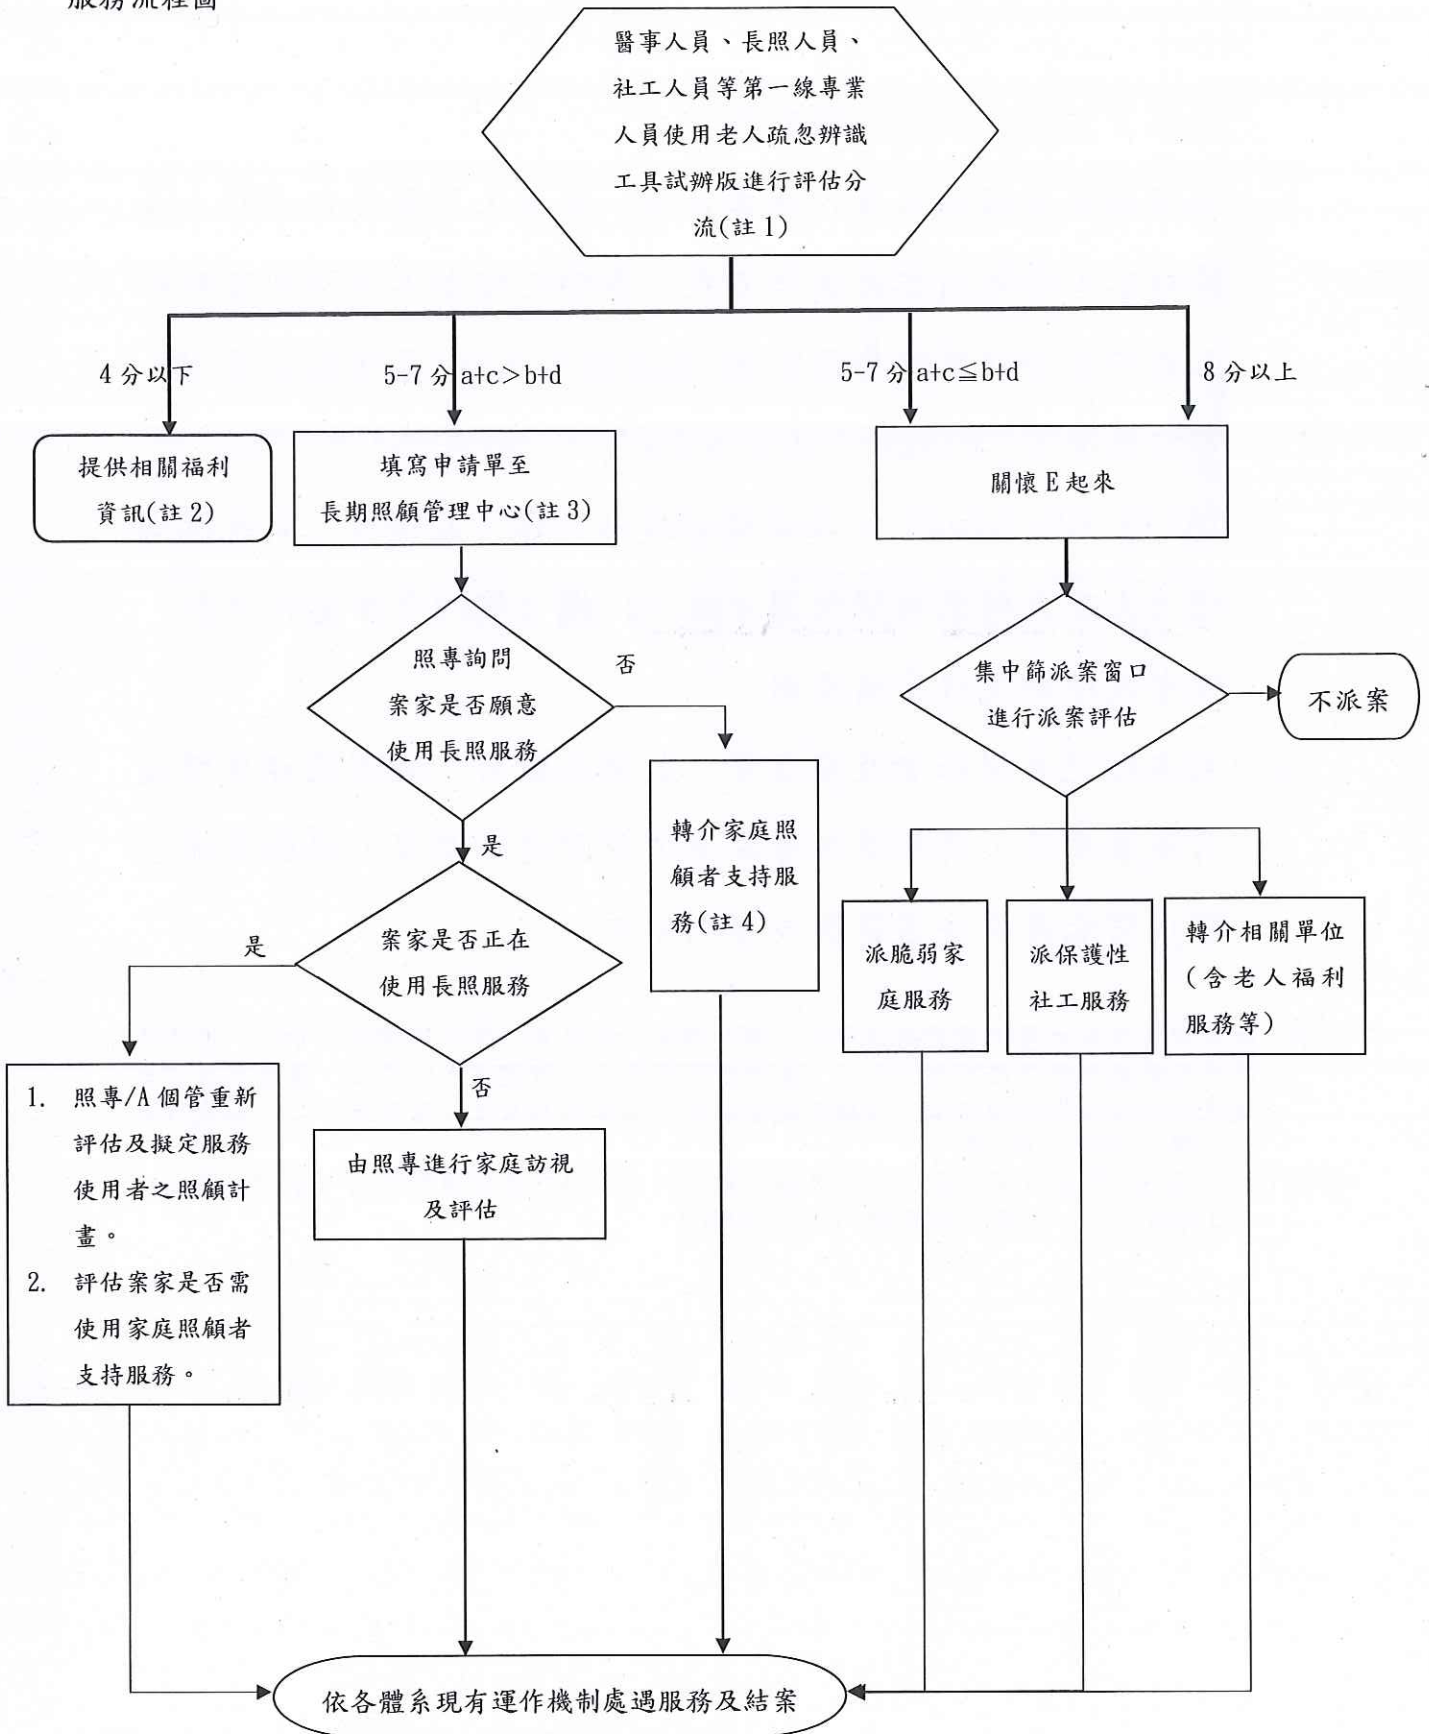 服務流程圖
醫事人員、長照人員、
社工人員等第一線專業
人員使用老人疏忽辨識
工具試辦版進行評估分
流(註1)
4分以下
5-7分 a+c>b+d
5-7分 a+c≦b+d
8分以上
提供相關福利
資訊(註2)
填寫申請單至
長期照顧管理中心(註3)
關懷E起來
照專詢問
案家是否願意
使用長照服務
否
集中篩派案窗口
進行派案評估
不派案
是
轉介家庭照
顧者支持服
務(註4)
案家是否正在
使用長照服務
是
否
派脆弱家
庭服務
派保護性
社工服務
轉介相關單位
(含老人福利
服務等)
1. 照專/A個管重新
評估及擬定服務
使用者之照顧計
畫。
2. 評估案家是否需
使用家庭照顧者
支持服務。
由照專進行家庭訪視
及評估
依各體系現有運作機制處遇服務及結案